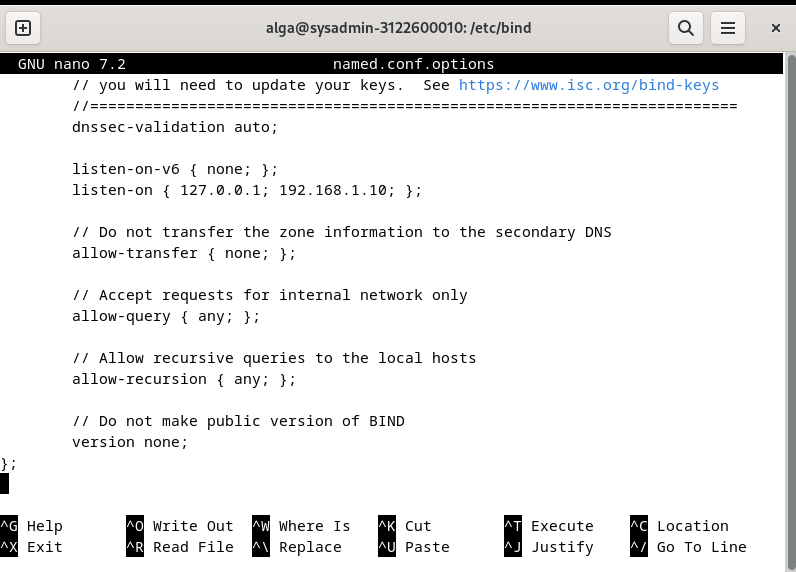 alga@sysadmin-3122600010: /etc/bind
GNU nano 7.2 named.conf.options
// you will need to update your keys.  See https://www.isc.org/bind-keys
//========================================================================
dnssec-validation auto;
listen-on-v6 { none; };
listen-on { 127.0.0.1; 192.168.1.10; };
// Do not transfer the zone information to the secondary DNS
allow-transfer { none; };
// Accept requests for internal network only
allow-query { any; };
// Allow recursive queries to the local hosts
allow-recursion { any; };
// Do not make public version of BIND
version none;
};
^G Help ^O Write Out ^W Where Is ^K Cut ^T Execute ^C Location
^X Exit ^R Read File ^\ Replace ^U Paste ^J Justify ^/ Go To Line